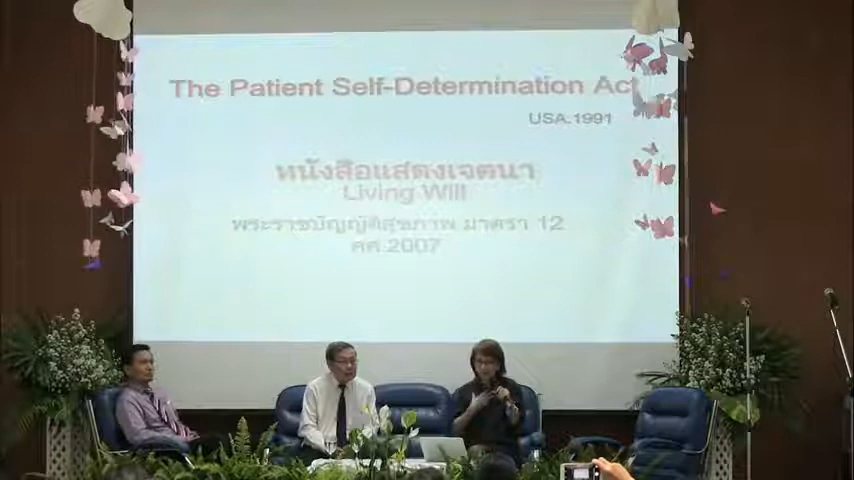 The Patient Self-Determination Act
USA.1991
หนังสือแสดงเจตนา
Living Will
พระราชบัญญัติสุขภาพ มาตรา 12
คศ 2007